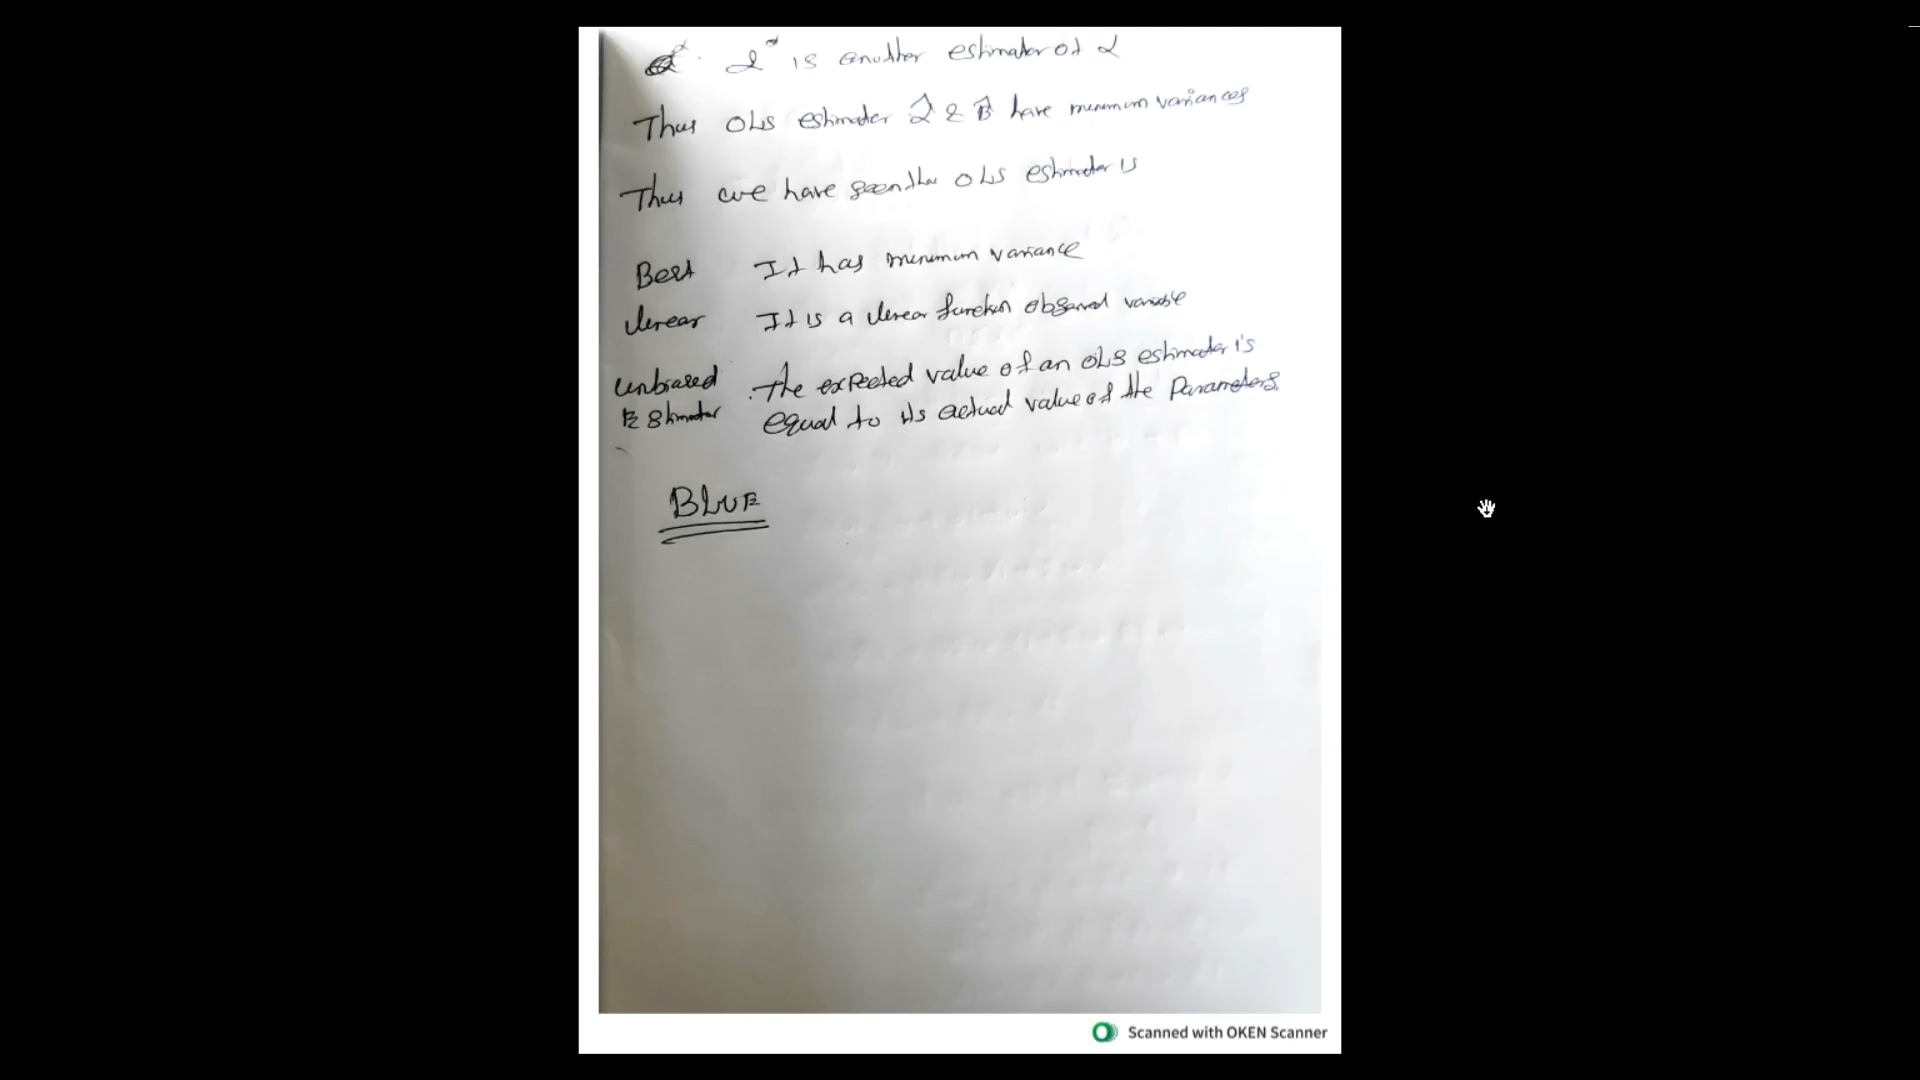 α* is another estimator of α
Thus OLS estimator α̂ & β̂ have minimum variances
Thus we have seen the OLS estimator is
Best It has minimum variance
Linear It is a linear function observed variable
Unbiased The expected value of an OLS estimator is
Estimator equal to its actual value of the Parameters.
BLUE
Scanned with OKEN Scanner